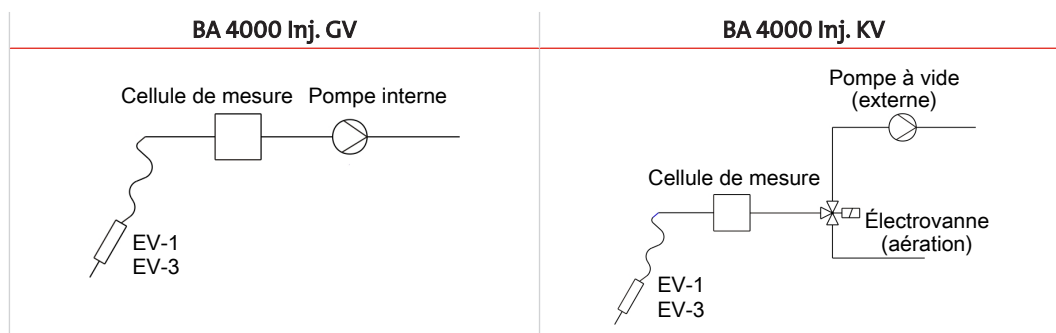 BA 4000 Inj. GV
Cellule de mesure Pompe interne
EV-1
EV-3
BA 4000 Inj. KV
Pompe à vide
(externe)
Cellule de mesure
Électrovanne
(aération)
EV-1
EV-3